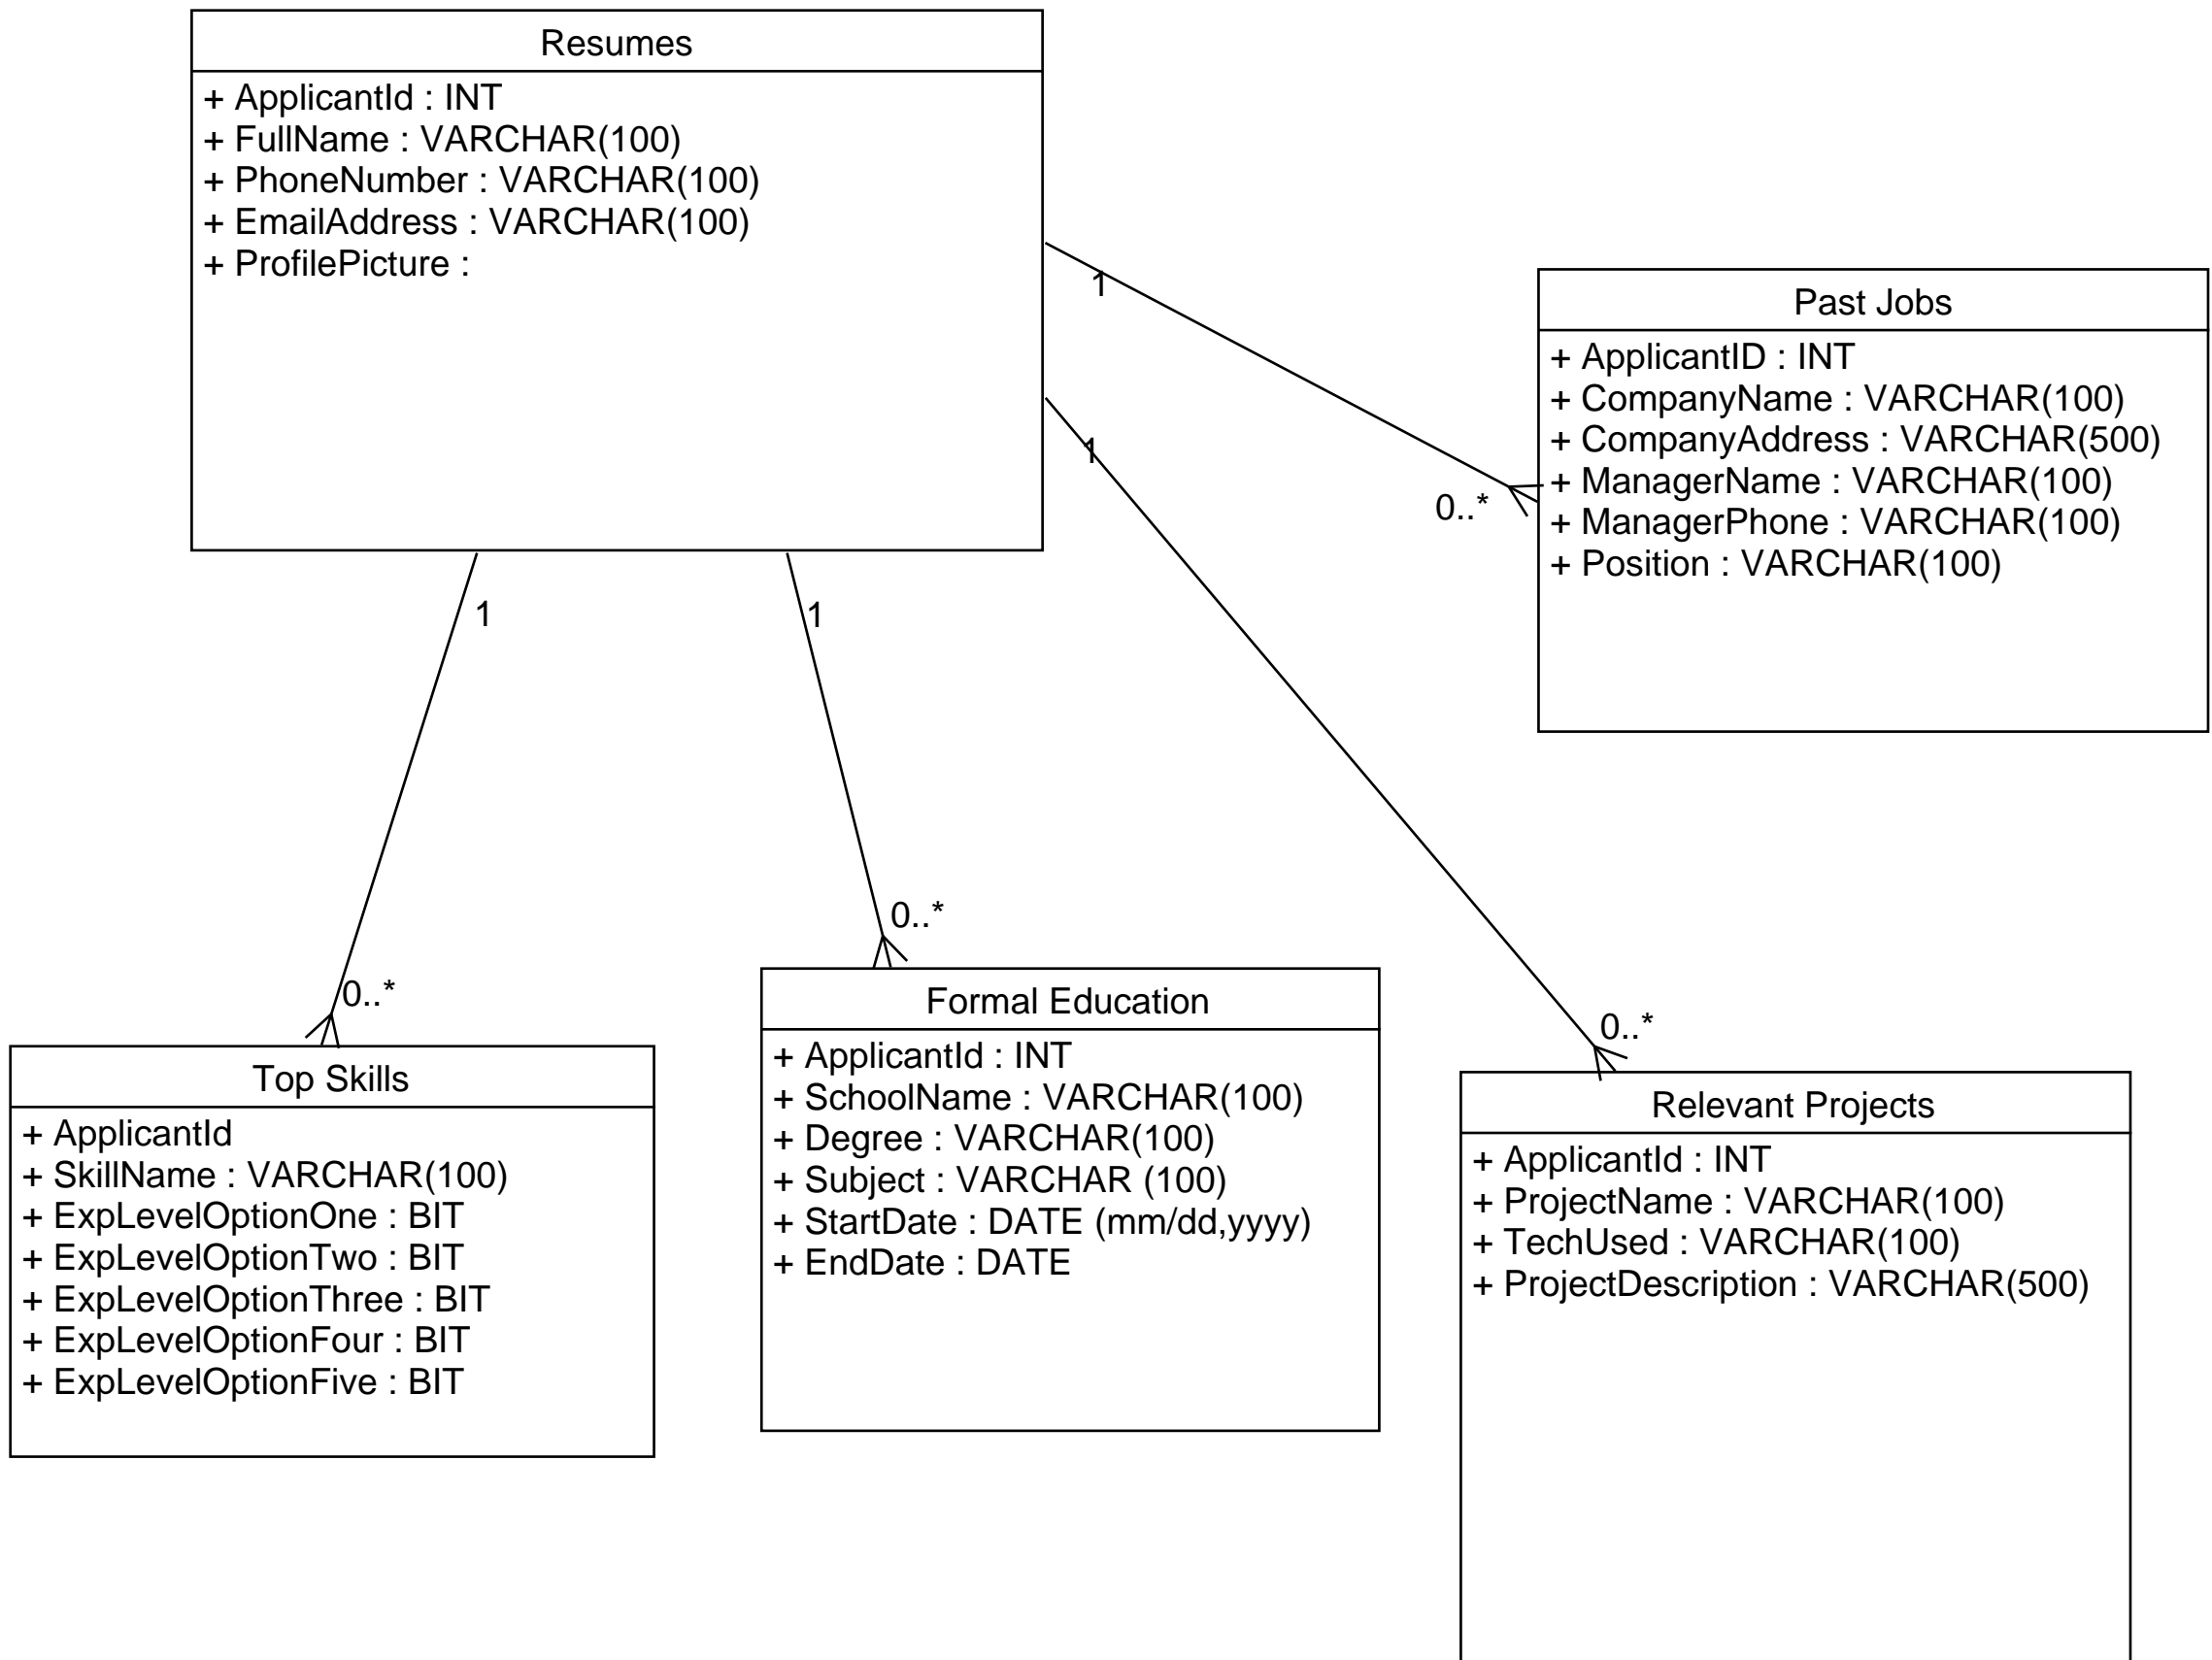 Resumes
+ ApplicantId : INT
+ FullName : VARCHAR(100)
+ PhoneNumber : VARCHAR(100)
+ EmailAddress : VARCHAR(100)
+ ProfilePicture :
1
1
1
1
0..*
Past Jobs
+ ApplicantID : INT
+ CompanyName : VARCHAR(100)
+ CompanyAddress : VARCHAR(500)
+ ManagerName : VARCHAR(100)
+ ManagerPhone : VARCHAR(100)
+ Position : VARCHAR(100)
0..*
Top Skills
+ ApplicantId
+ SkillName : VARCHAR(100)
+ ExpLevelOptionOne : BIT
+ ExpLevelOptionTwo : BIT
+ ExpLevelOptionThree : BIT
+ ExpLevelOptionFour : BIT
+ ExpLevelOptionFive : BIT
0..*
Formal Education
+ ApplicantId : INT
+ SchoolName : VARCHAR(100)
+ Degree : VARCHAR(100)
+ Subject : VARCHAR (100)
+ StartDate : DATE (mm/dd,yyyy)
+ EndDate : DATE
0..*
Relevant Projects
+ ApplicantId : INT
+ ProjectName : VARCHAR(100)
+ TechUsed : VARCHAR(100)
+ ProjectDescription : VARCHAR(500)